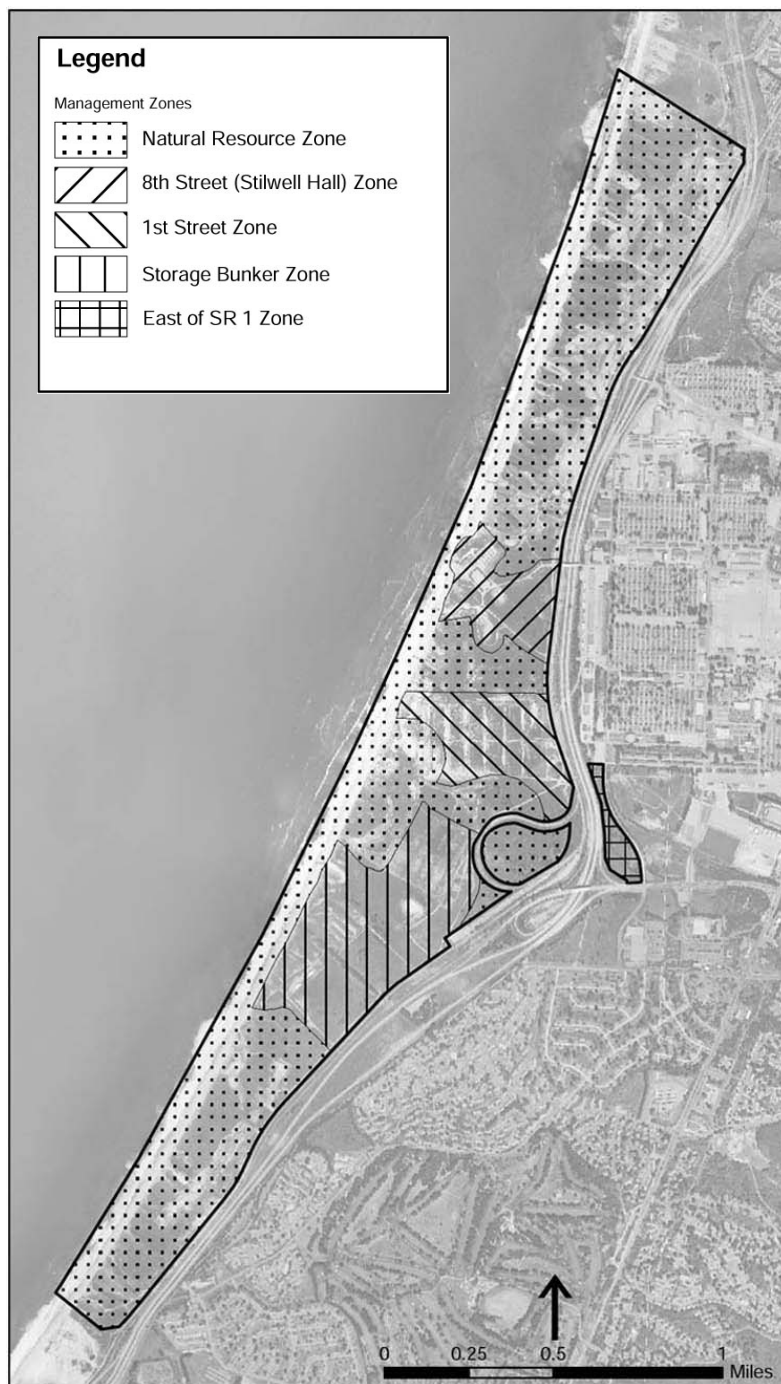 Legend
Management Zones
Natural Resource Zone
8th Street (Stilwell Hall) Zone
1st Street Zone
Storage Bunker Zone
East of SR 1 Zone
0 0.25 0.5 1
Miles